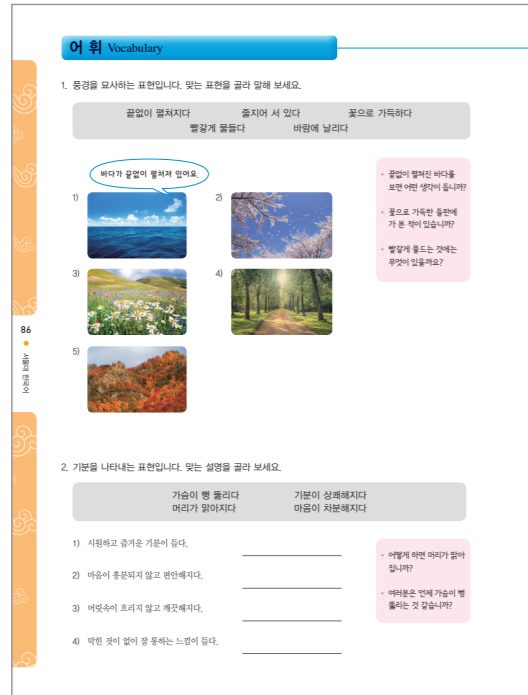 어 휘 Vocabulary
1. 풍경을 묘사하는 표현입니다. 맞는 표현을 골라 말해 보세요.
끝없이 펼쳐지다 줄지어 서 있다 꽃으로 가득하다
빨갛게 물들다 바람에 날리다
바다가 끝없이 펼쳐져 있어요.
1)
2)
3)
4)
5)
• 끝없이 펼쳐진 바다를
보면 어떤 생각이 듭니까?
• 꽃으로 가득한 들판에
가 본 적이 있습니까?
• 빨갛게 물드는 것에는
무엇이 있을까요?
86
서울대 한국어
2. 기분을 나타내는 표현입니다. 맞는 설명을 골라 보세요.
가슴이 뻥 뚫리다 기분이 상쾌해지다
머리가 맑아지다 마음이 차분해지다
1) 시원하고 즐거운 기분이 들다.
2) 마음이 흥분되지 않고 편안해지다.
3) 머릿속이 흐리지 않고 깨끗해지다.
4) 막힌 것이 없이 잘 통하는 느낌이 들다.
• 어떻게 하면 머리가 맑아
집니까?
• 여러분은 언제 가슴이 뻥
뚫리는 것 같습니까?